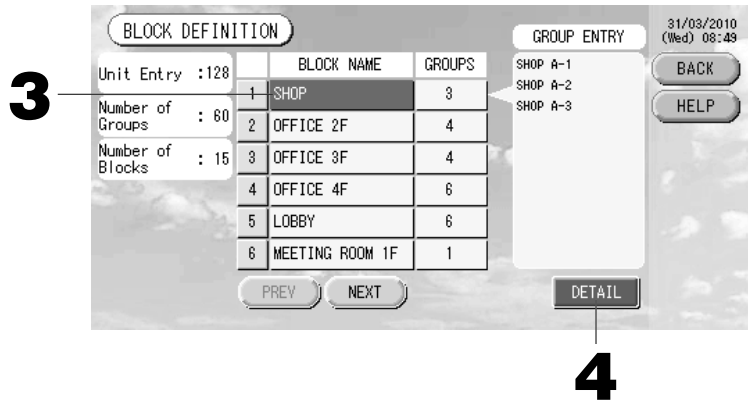 BLOCK DEFINITION
31/03/2010
(Wed) 08:49
Unit Entry :128
Number of Groups : 60
Number of Blocks : 15
BLOCK NAME GROUPS
1 SHOP 3
2 OFFICE 2F 4
3 OFFICE 3F 4
4 OFFICE 4F 6
5 LOBBY 6
6 MEETING ROOM 1F 1
PREV NEXT
GROUP ENTRY
SHOP A-1
SHOP A-2
SHOP A-3
DETAIL
BACK
HELP
3
4